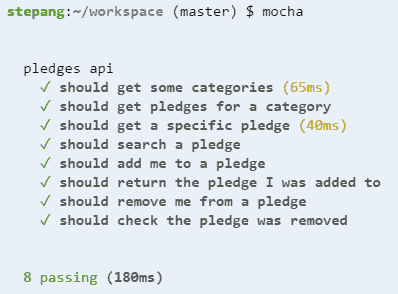 stepang:~/workspace (master) $ mocha
pledges api
✓ should get some categories (65ms)
✓ should get pledges for a category
✓ should get a specific pledge (40ms)
✓ should search a pledge
✓ should add me to a pledge
✓ should return the pledge I was added to
✓ should remove me from a pledge
✓ should check the pledge was removed
8 passing (180ms)